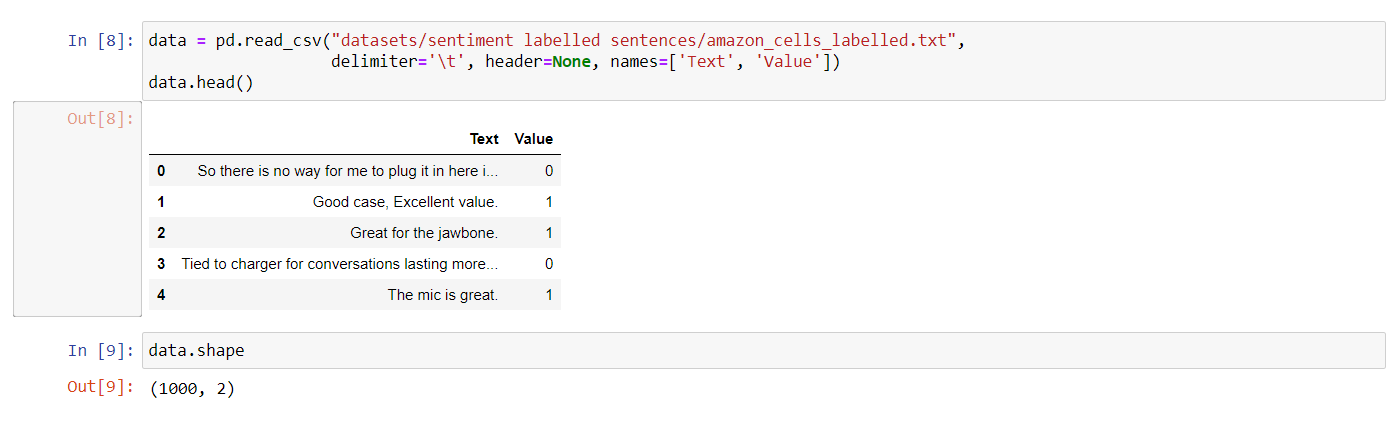 In [8]: data = pd.read_csv("datasets/sentiment labelled sentences/amazon_cells_labelled.txt",
delimiter='\t', header=None, names=['Text', 'Value'])
data.head()
Out[8]:
Text Value
0 So there is no way for me to plug it in here i... 0
1 Good case, Excellent value. 1
2 Great for the jawbone. 1
3 Tied to charger for conversations lasting more... 0
4 The mic is great. 1
In [9]: data.shape
Out[9]: (1000, 2)